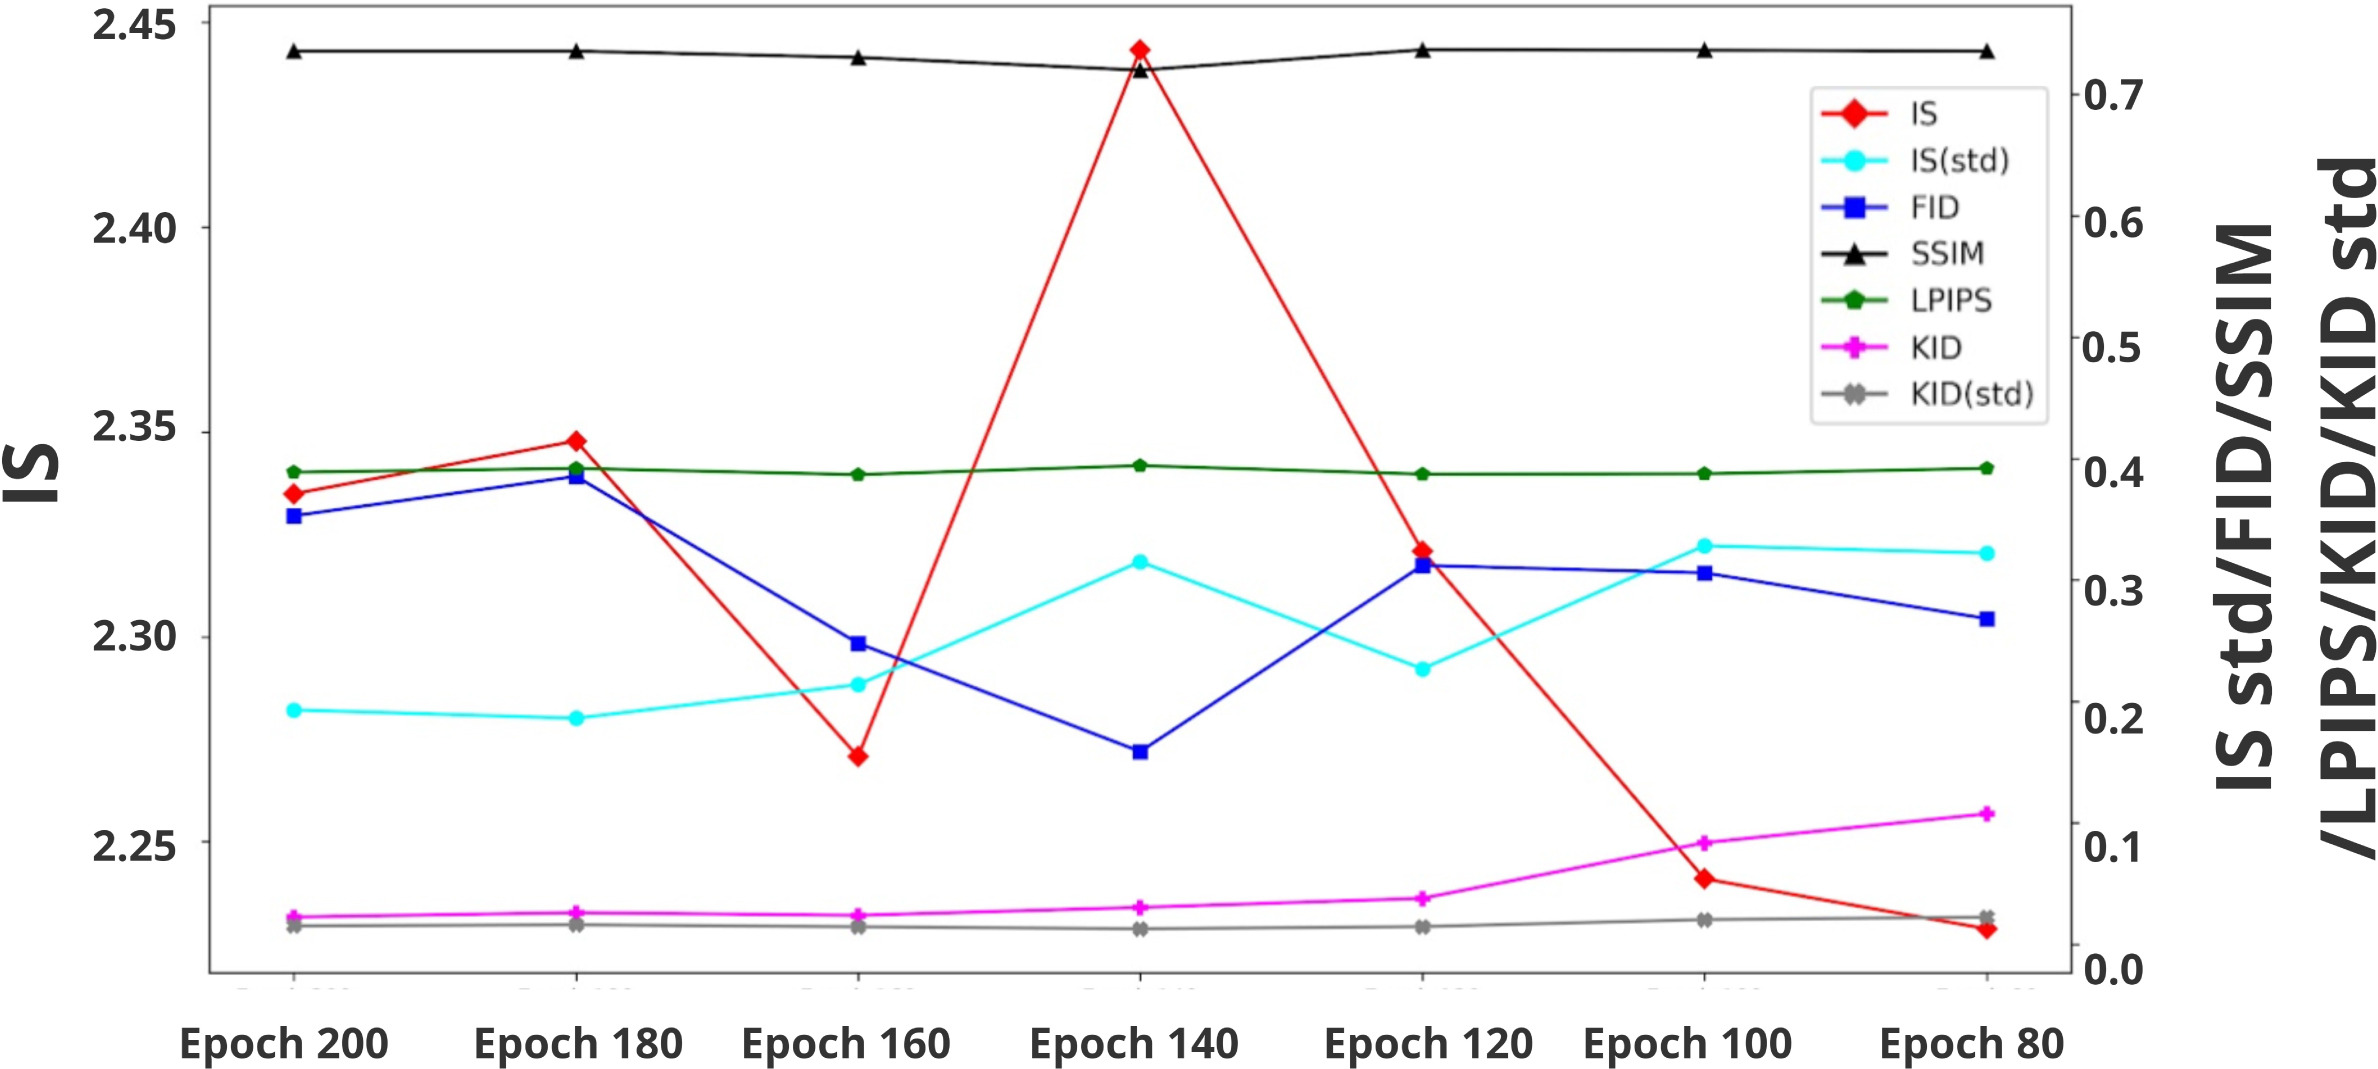 2.45
2.40
2.35
2.30
2.25
IS
IS
IS(std)
FID
SSIM
LPIPS
KID
KID(std)
0.7
0.6
0.5
0.4
0.3
0.2
0.1
0.0
IS std/FID/SSIM
/LPIPS/KID/KID std
Epoch 200 Epoch 180 Epoch 160 Epoch 140 Epoch 120 Epoch 100 Epoch 80